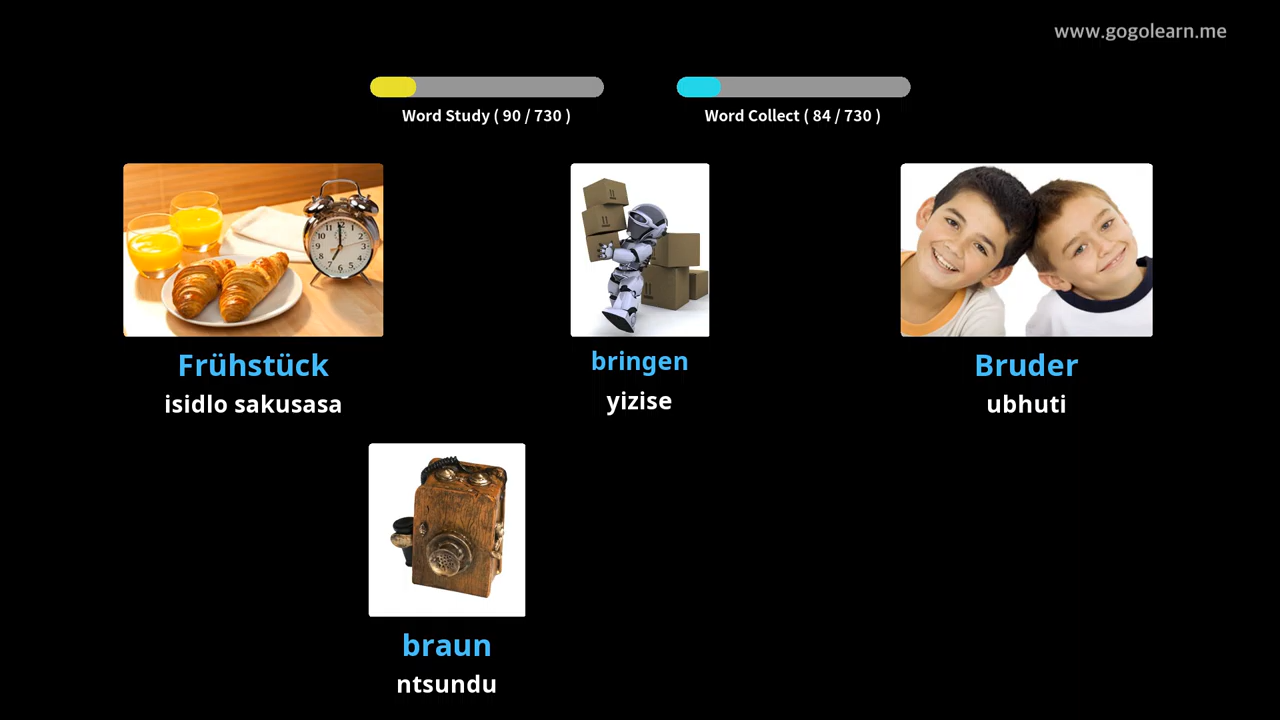 www.gogolearn.me
Word Study ( 90 / 730 )
Word Collect ( 84 / 730 )
Frühstück
isidlo sakusasa
bringen
yizise
Bruder
ubhuti
braun
ntsundu